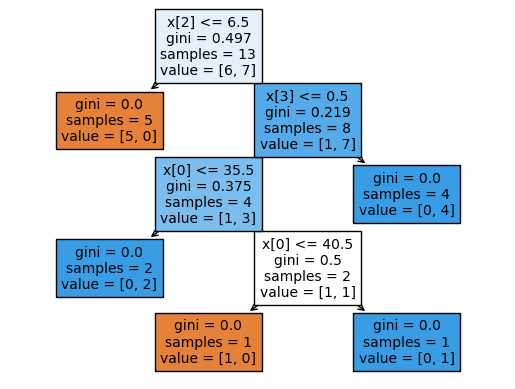 x[2] <= 6.5
gini = 0.497
samples = 13
value = [6, 7]
gini = 0.0
samples = 5
value = [5, 0]
x[3] <= 0.5
gini = 0.219
samples = 8
value = [1, 7]
x[0] <= 35.5
gini = 0.375
samples = 4
value = [1, 3]
gini = 0.0
samples = 4
value = [0, 4]
gini = 0.0
samples = 2
value = [0, 2]
x[0] <= 40.5
gini = 0.5
samples = 2
value = [1, 1]
gini = 0.0
samples = 1
value = [1, 0]
gini = 0.0
samples = 1
value = [0, 1]